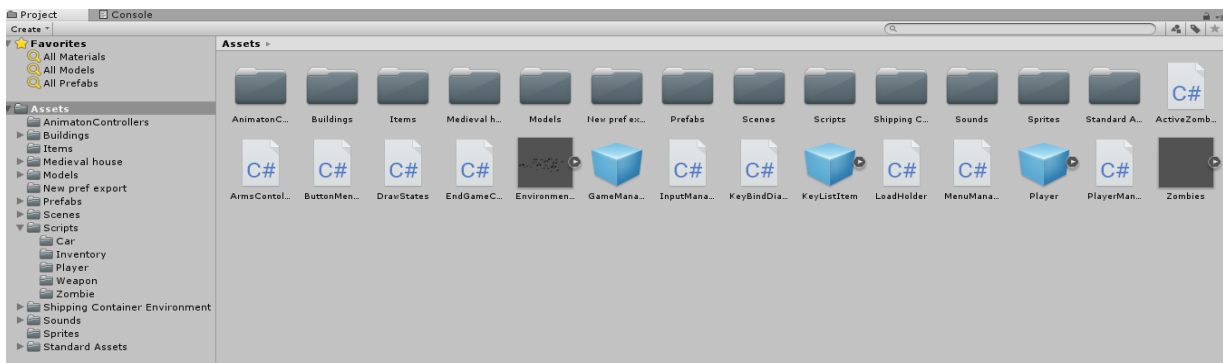 Project
Console
Create
Favorites
All Materials
All Models
All Prefabs
Assets
AnimatonControllers
Buildings
Items
Medieval house
Models
New pref export
Prefabs
Scenes
Scripts
Car
Inventory
Player
Weapon
Zombie
Shipping Container Environment
Sounds
Sprites
Standard Assets
Assets
AnimatonC... Buildings Items Medieval h... Models New pref ex... Prefabs Scenes Scripts Shipping C... Sounds Sprites Standard A... ActiveZomb...
C#
C# C# C# C# C# C# C# C# C#
ArmsContol... ButtonMen... DrawStates EndGameC... Environmen... GameMana... InputMana... KeyBindDia... KeyListItem LoadHolder MenuMana... Player PlayerMan... Zombies